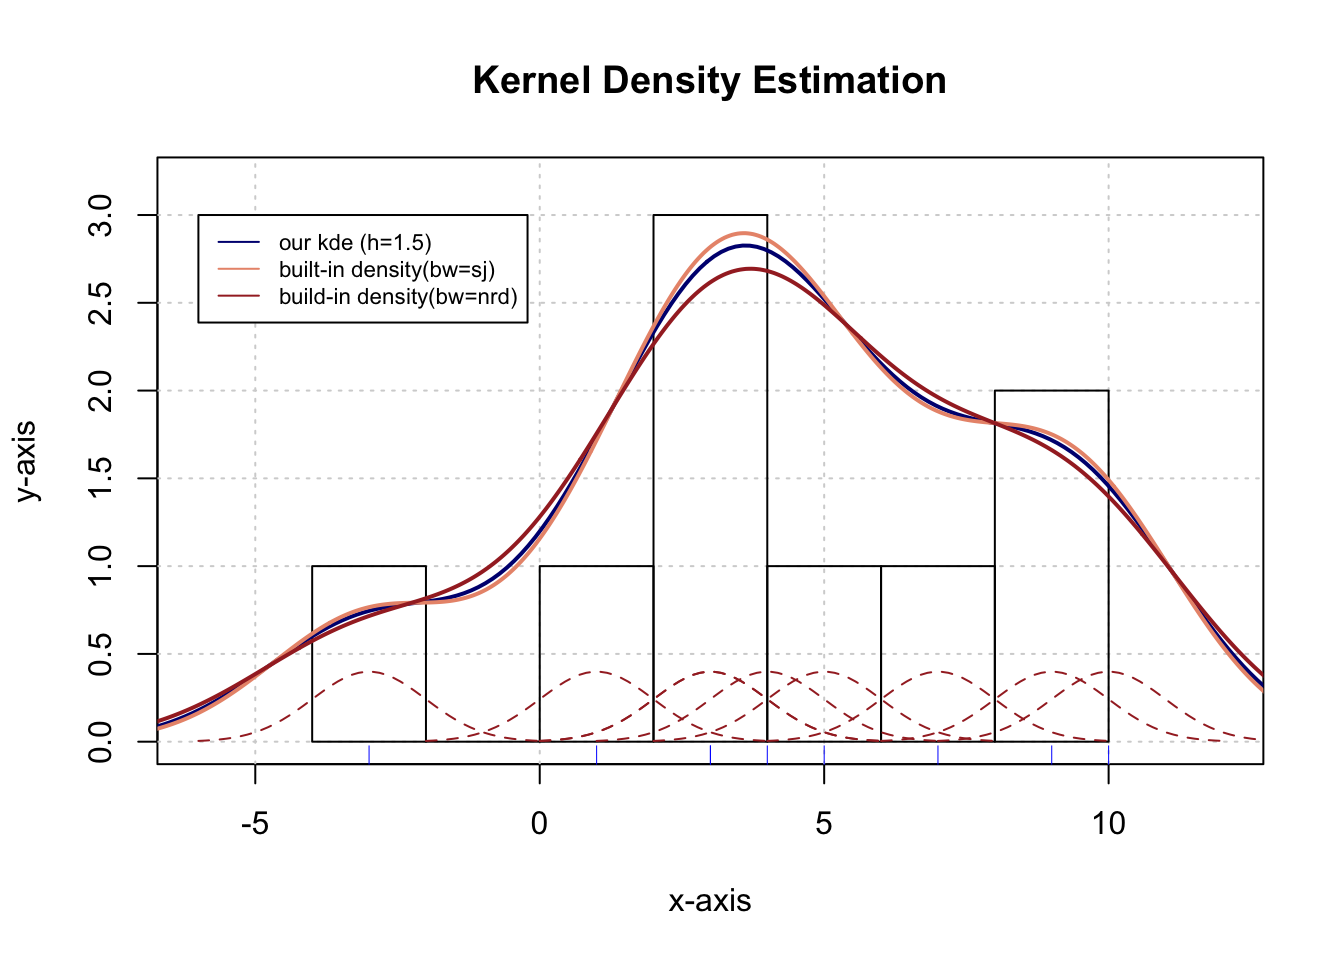 Kernel Density Estimation
y-axis
3.0
2.5
2.0
1.5
1.0
0.5
0.0
our kde (h=1.5)
built-in density(bw=sj)
build-in density(bw=nrd)
-5 0 5 10
x-axis